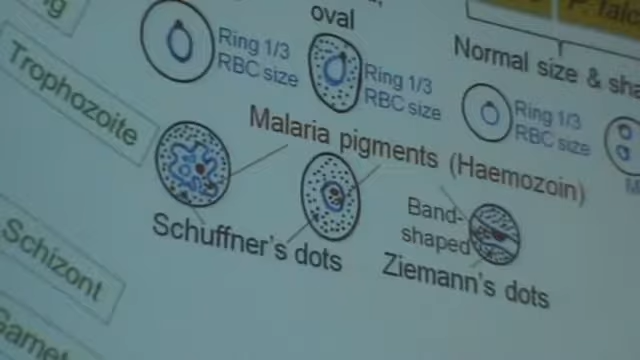 oval
Normal size &
Ring 1/3
RBC size
Ring 1/3
RBC size
Ring 1/3
RBC size
Trophozoite
Malaria pigments (Haemozoin)
Band-
shaped
Schuffner's dots
Ziemann's dots
Schizont